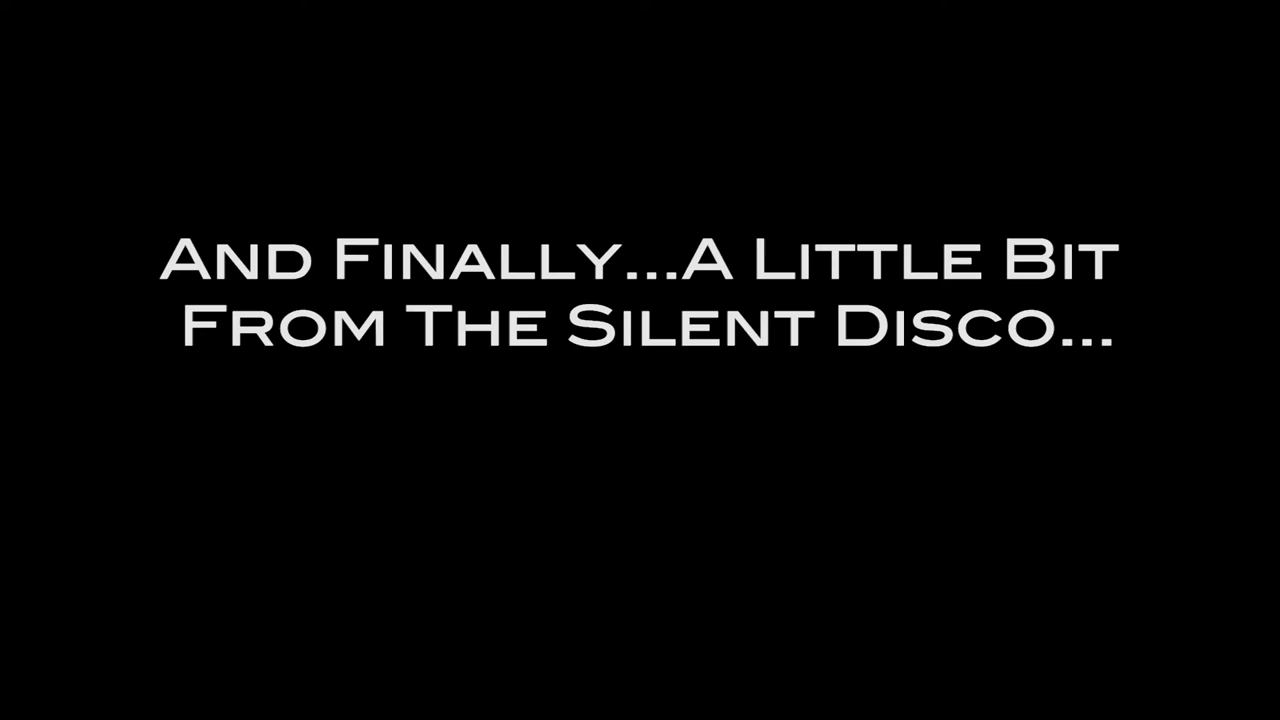 And Finally...A Little Bit
From The Silent Disco...